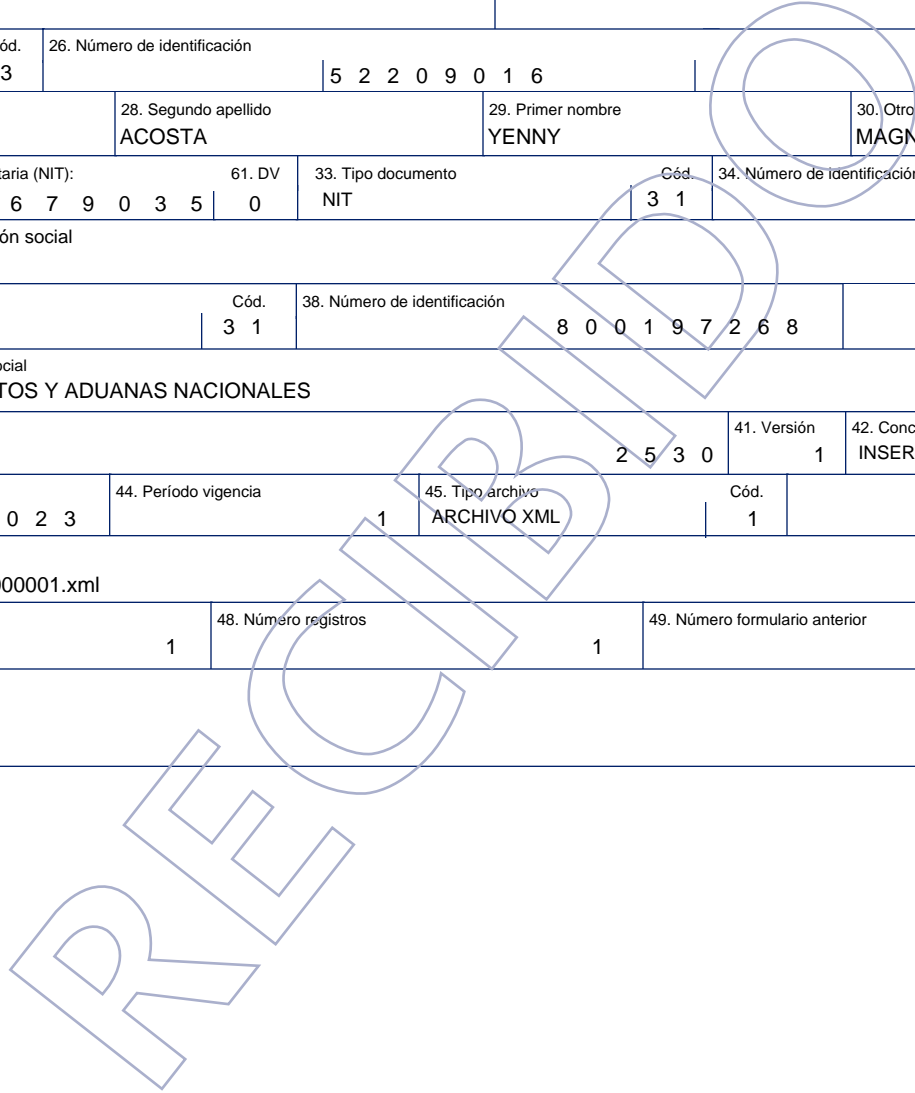 ód. 26. Número de identificación
3 5 2 2 0 9 0 1 6
28. Segundo apellido 29. Primer nombre 30. Otro
ACOSTA YENNY MAGN
taria (NIT): 61. DV 33. Tipo documento Cód. 34. Número de identificación
6 7 9 0 3 5 0 NIT 3 1
ón social
Cód. 38. Número de identificación
3 1 8 0 0 1 9 7 2 6 8
ocial
TOS Y ADUANAS NACIONALES
41. Versión 42. Conc
2 5 3 0 1 INSER
44. Período vigencia 45. Tipo archivo Cód.
0 2 3 1 ARCHIVO XML 1
000001.xml
48. Número registros 49. Número formulario anterior
1 1
RECIBIDO